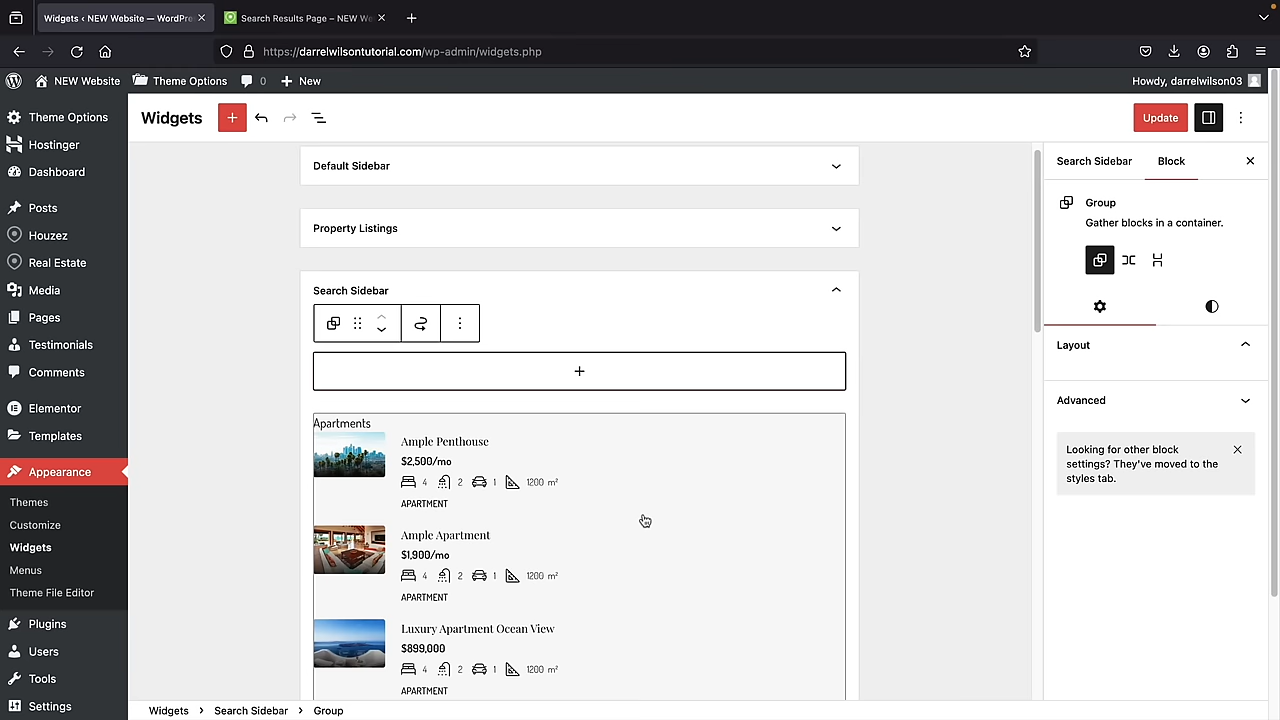 Widgets ‹ NEW Website — WordPre
Search Results Page – NEW We
https://darrelwilsontutorial.com/wp-admin/widgets.php
NEW Website
Theme Options
0
New
Howdy, darrelwilson03
Theme Options
Hostinger
Dashboard
Posts
Houzez
Real Estate
Media
Pages
Testimonials
Comments
Elementor
Templates
Appearance
Themes
Customize
Widgets
Menus
Theme File Editor
Plugins
Users
Tools
Settings
Widgets
Update
Default Sidebar
Property Listings
Search Sidebar
Apartments
Ample Penthouse
$2,500/mo
4 2 1 1200 m²
APARTMENT
Ample Apartment
$1,900/mo
4 2 1 1200 m²
APARTMENT
Luxury Apartment Ocean View
$899,000
4 2 1 1200 m²
APARTMENT
Search Sidebar
Block
Group
Gather blocks in a container.
Layout
Advanced
Looking for other block
settings? They've moved to the
styles tab.
Widgets › Search Sidebar › Group